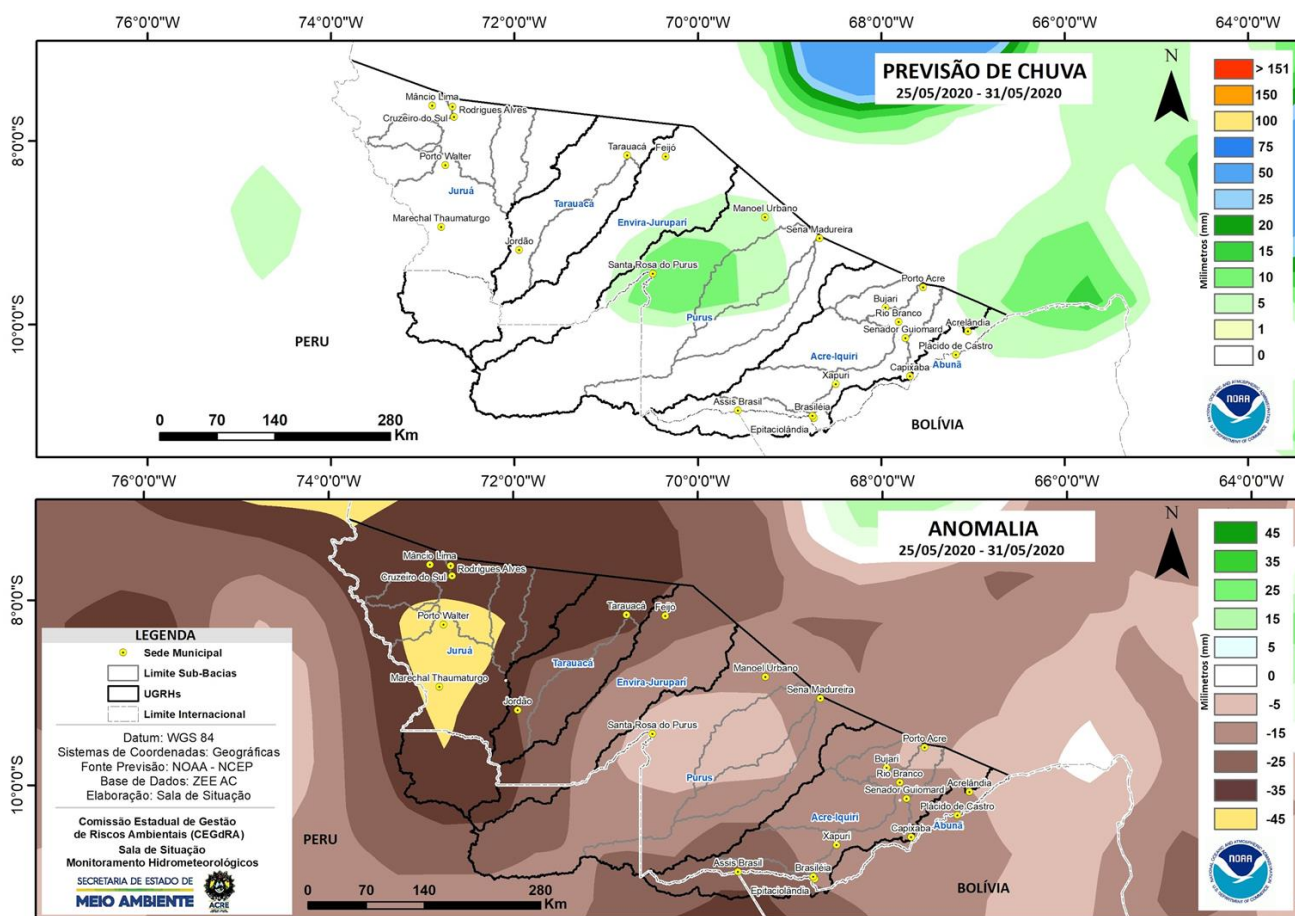 76°0'0"W
74°0'0"W
72°0'0"W
70°0'0"W
68°0'0"W
66°0'0"W
64°0'0"W
PREVISÃO DE CHUVA
25/05/2020 - 31/05/2020
N
> 151
150
100
75
50
25
20
15
10
5
1
0
Milímetros (mm)
8°0'0"S
10°0'0"S
Mâncio Lima
Rodrigues Alves
Cruzeiro do Sul
Porto Walter
Juruá
Marechal Thaumaturgo
Tarauacá
Feijó
Tarauacá
Jordão
Envira-Jurupari
Manoel Urbano
Sena Madureira
Santa Rosa do Purus
Purus
Porto Acre
Bujari
Rio Branco
Senador Guiomard
Acrelândia
Plácido de Castro
Acre-Iquiri
Abunã
Capixaba
Xapuri
Assis Brasil
Brasiléia
Epitaciolândia
PERU
BOLÍVIA
0 70 140 280
Km
NOAA
76°0'0"W
74°0'0"W
72°0'0"W
70°0'0"W
68°0'0"W
66°0'0"W
64°0'0"W
ANOMALIA
25/05/2020 - 31/05/2020
N
45
35
25
15
5
0
-5
-15
-25
-35
-45
Milímetros (mm)
8°0'0"S
10°0'0"S
Mâncio Lima
Rodrigues Alves
Cruzeiro do Sul
Porto Walter
Juruá
Marechal Thaumaturgo
Tarauacá
Feijó
Tarauacá
Jordão
Envira-Jurupari
Manoel Urbano
Sena Madureira
Santa Rosa do Purus
Purus
Porto Acre
Bujari
Rio Branco
Senador Guiomard
Acrelândia
Plácido de Castro
Acre-Iquiri
Abunã
Capixaba
Xapuri
Assis Brasil
Brasiléia
Epitaciolândia
PERU
BOLÍVIA
0 70 140 280
Km
NOAA
LEGENDA
Sede Municipal
Limite Sub-Bacias
UGRHs
Limite Internacional
Datum: WGS 84
Sistemas de Coordenadas: Geográficas
Fonte Previsão: NOAA - NCEP
Base de Dados: ZEE AC
Elaboração: Sala de Situação
Comissão Estadual de Gestão
de Riscos Ambientais (CEGdRA)
Sala de Situação
Monitoramento Hidrometeorológicos
SECRETARIA DE ESTADO DE
MEIO AMBIENTE
ACRE